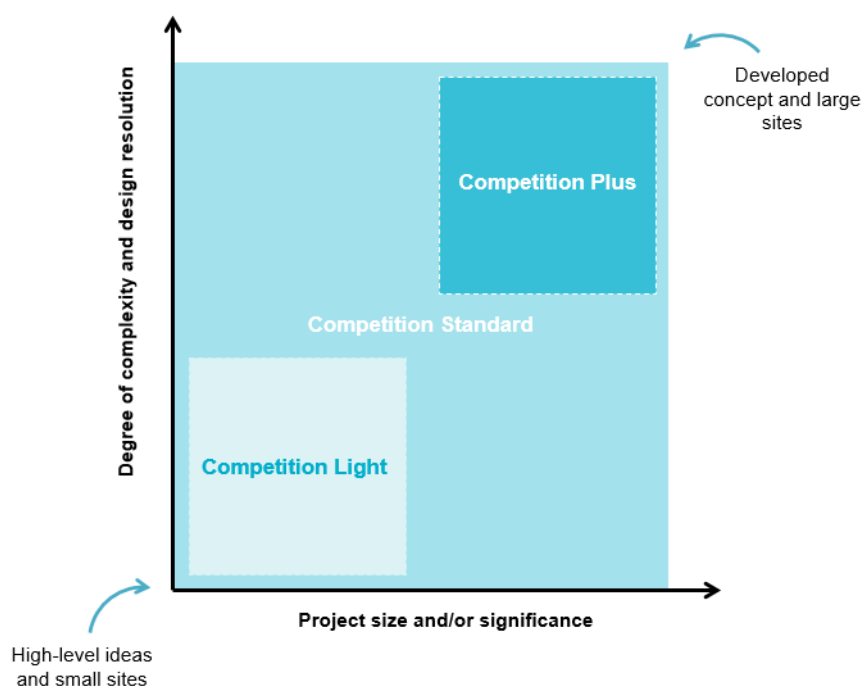 Degree of complexity and design resolution
Developed
concept and large
sites
Competition Plus
Competition Standard
Competition Light
Project size and/or significance
High-level ideas
and small sites